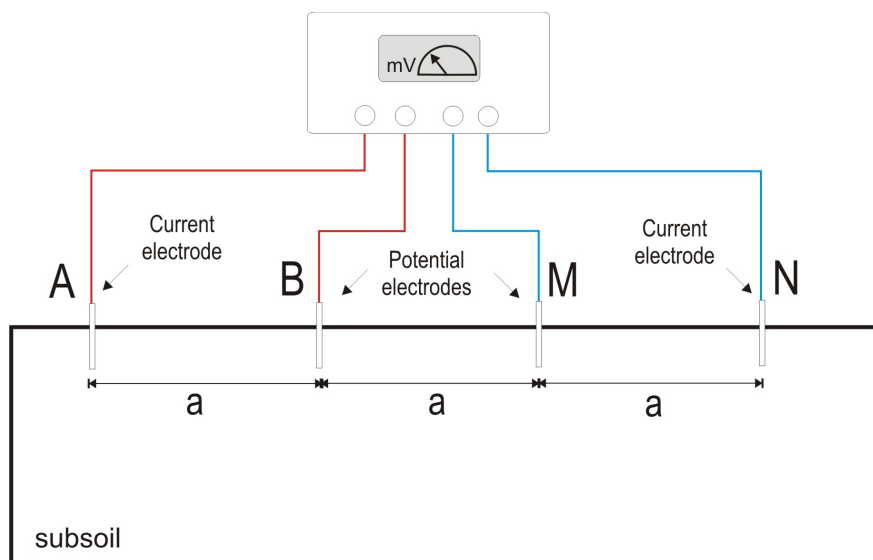 mV
Current
electrode
Current
electrode
Potential
electrodes
A
B
M
N
a
a
a
subsoil